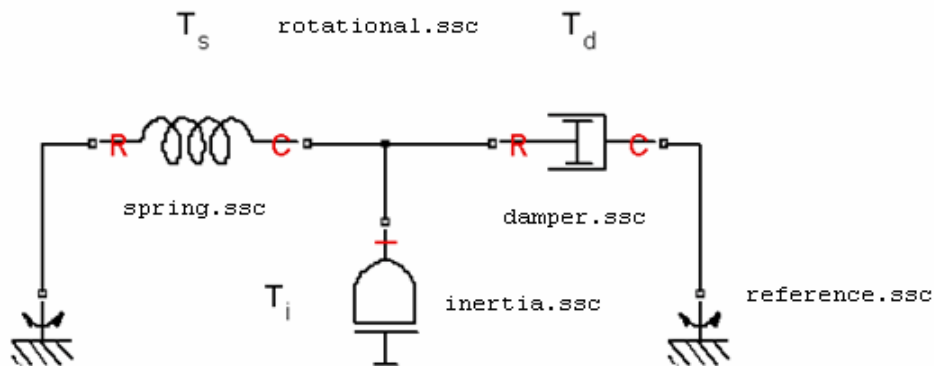 Ts rotational.ssc Td
R C R C
spring.ssc damper.ssc
I
Ti inertia.ssc reference.ssc